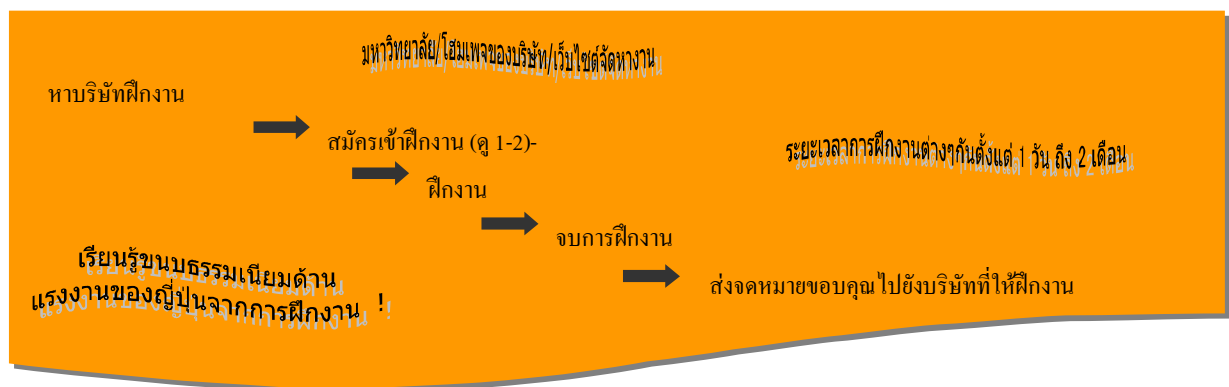 มหาวิทยาลัย/โฮมเพจของบริษัท/เว็บไซต์จัดหางาน
หาบริษัทฝึกงาน
สมัครเข้าฝึกงาน (ดู 1-2)-
ระยะเวลาการฝึกงานต่างๆกันตั้งแต่ 1 วัน ถึง 2 เดือน
ฝึกงาน
จบการฝึกงาน
เรียนรู้ขนบธรรมเนียมด้าน
แรงงานของญี่ปุ่นจากการฝึกงาน !
ส่งจดหมายขอบคุณไปยังบริษัทที่ให้ฝึกงาน